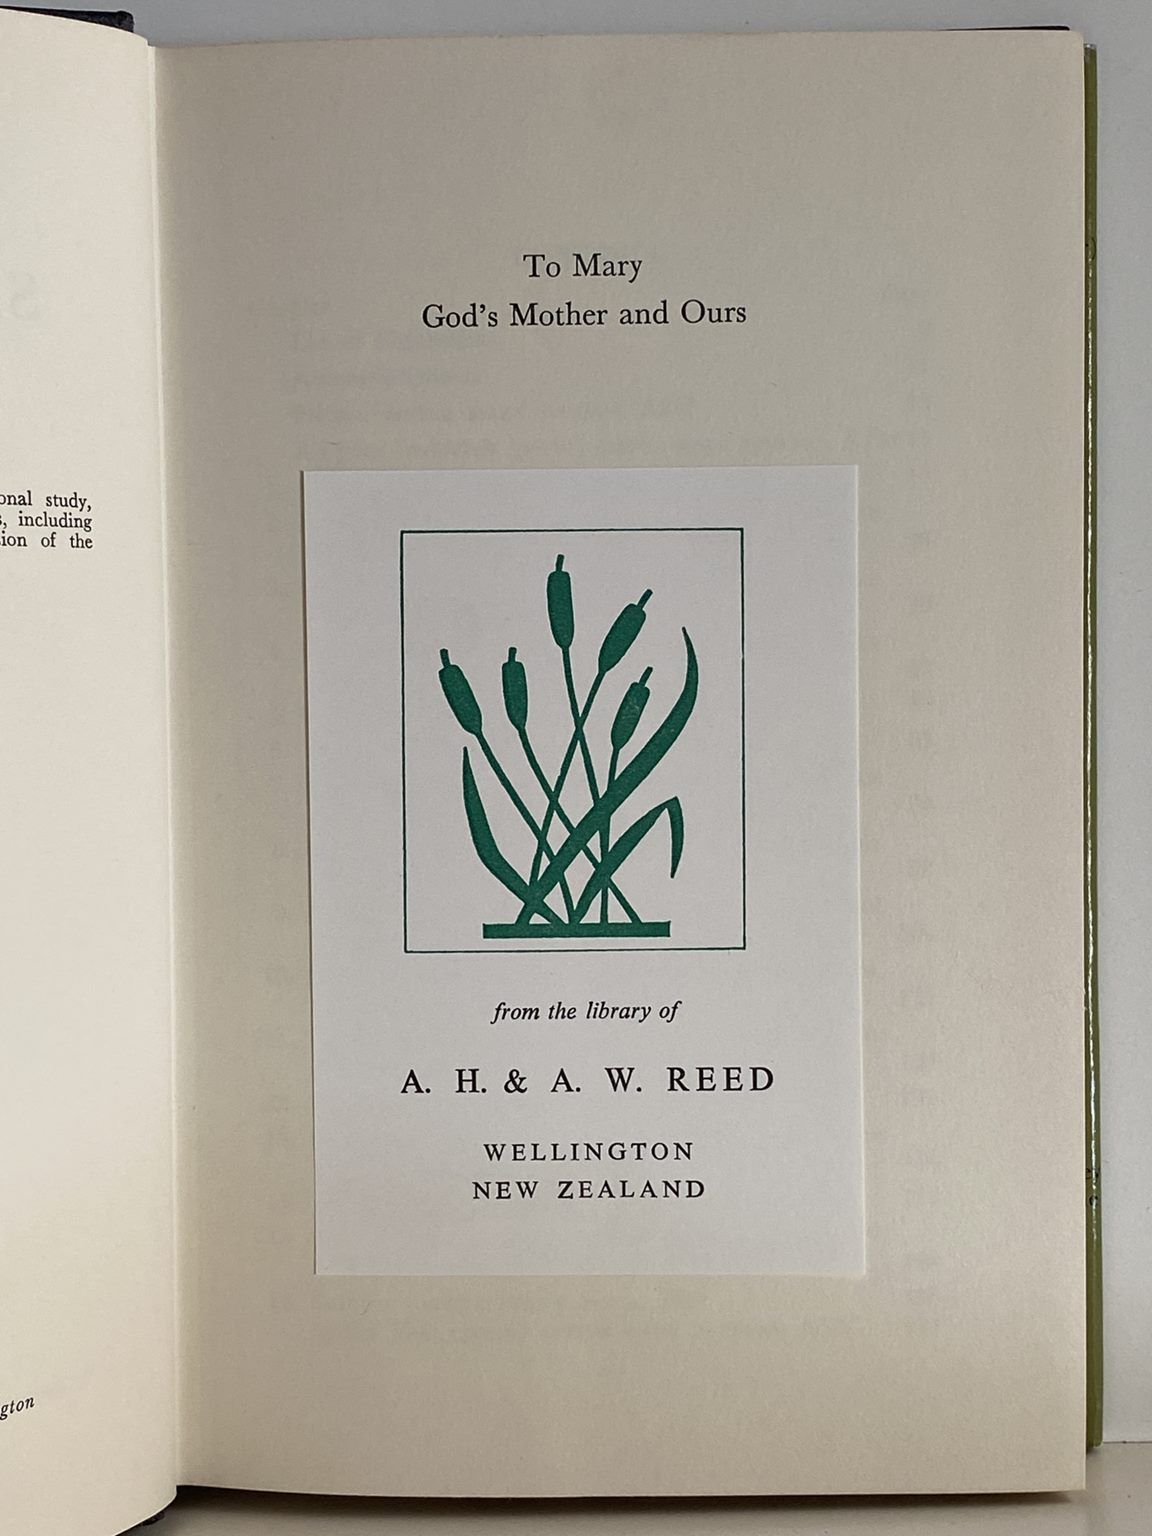 onal study,
, including
ion of the
gton
To Mary
God's Mother and Ours
from the library of
A. H. & A. W. REED
WELLINGTON
NEW ZEALAND